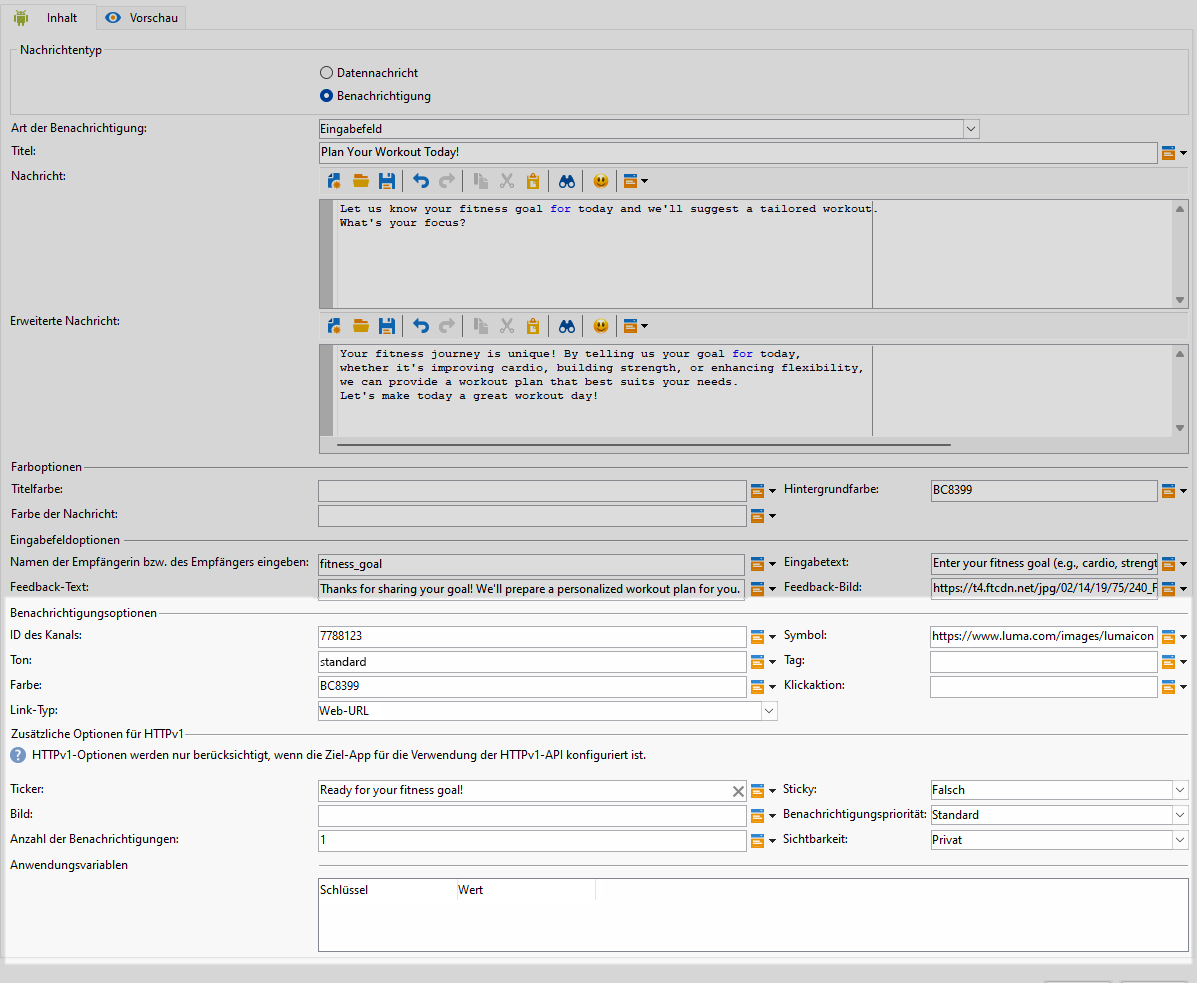 Inhalt Vorschau
Nachrichtentyp
Datennachricht
Benachrichtigung
Art der Benachrichtigung: Eingabefeld
Titel: Plan Your Workout Today!
Nachricht:
Let us know your fitness goal for today and we'll suggest a tailored workout.
What's your focus?
Erweiterte Nachricht:
Your fitness journey is unique! By telling us your goal for today,
whether it's improving cardio, building strength, or enhancing flexibility,
we can provide a workout plan that best suits your needs.
Let's make today a great workout day!
Farboptionen
Titelfarbe: Hintergrundfarbe: BC8399
Farbe der Nachricht:
Eingabefeldoptionen
Namen der Empfängerin bzw. des Empfängers eingeben: fitness_goal Eingabetext: Enter your fitness goal (e.g., cardio, strengt
Feedback-Text: Thanks for sharing your goal! We'll prepare a personalized workout plan for you. Feedback-Bild: https://t4.ftcdn.net/jpg/02/14/19/75/240_F
Benachrichtigungsoptionen
ID des Kanals: 7788123 Symbol: https://www.luma.com/images/lumaicon
Ton: standard Tag:
Farbe: BC8399 Klickaktion:
Link-Typ: Web-URL
Zusätzliche Optionen für HTTPv1
? HTTPv1-Optionen werden nur berücksichtigt, wenn die Ziel-App für die Verwendung der HTTPv1-API konfiguriert ist.
Ticker: Ready for your fitness goal! Sticky: Falsch
Bild: Benachrichtigungspriorität: Standard
Anzahl der Benachrichtigungen: 1 Sichtbarkeit: Privat
Anwendungsvariablen
Schlüssel Wert